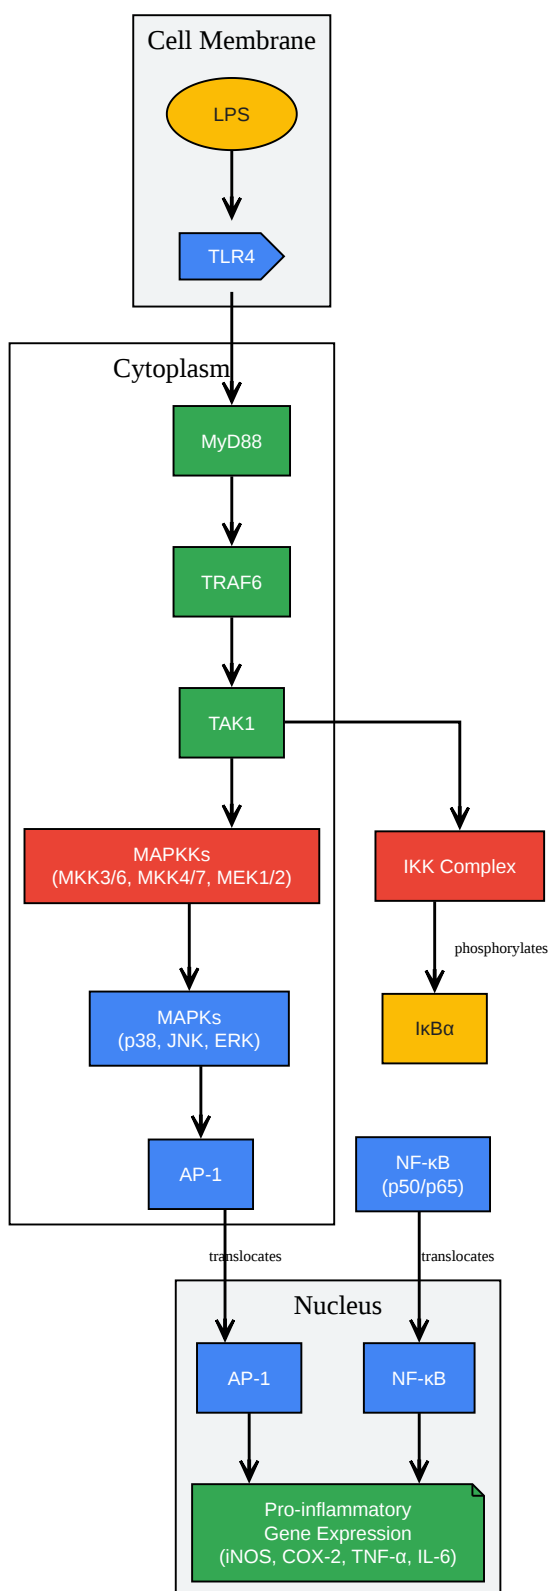 Cell Membrane
LPS
TLR4
Cytoplasm
MyD88
TRAF6
TAK1
MAPKKs
(MKK3/6, MKK4/7, MEK1/2)
IKK Complex
phosphorylates
MAPKs
(p38, JNK, ERK)
IκBα
AP-1
NF-κB
(p50/p65)
translocates
translocates
Nucleus
AP-1
NF-κB
Pro-inflammatory
Gene Expression
(iNOS, COX-2, TNF-α, IL-6)